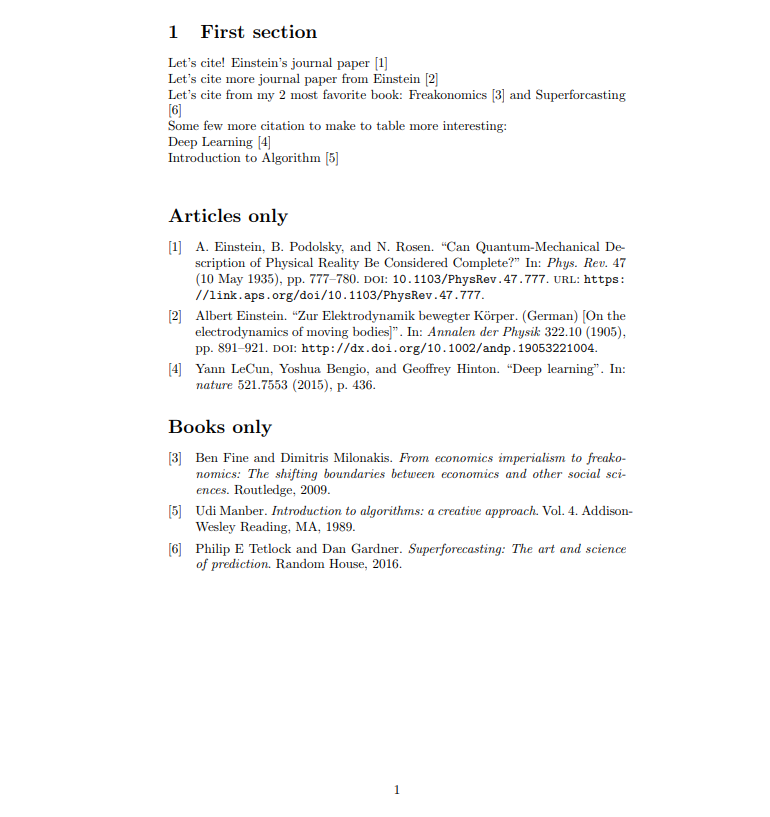 1 First section
Let's cite! Einstein's journal paper [1]
Let's cite more journal paper from Einstein [2]
Let's cite from my 2 most favorite book: Freakonomics [3] and Superforcasting
[6]
Some few more citation to make to table more interesting:
Deep Learning [4]
Introduction to Algorithm [5]
Articles only
[1] A. Einstein, B. Podolsky, and N. Rosen. “Can Quantum-Mechanical De-
scription of Physical Reality Be Considered Complete?” In: Phys. Rev. 47
(10 May 1935), pp. 777–780. DOI: 10.1103/PhysRev.47.777. URL: https:
//link.aps.org/doi/10.1103/PhysRev.47.777.
[2] Albert Einstein. “Zur Elektrodynamik bewegter Körper. (German) [On the
electrodynamics of moving bodies]”. In: Annalen der Physik 322.10 (1905),
pp. 891–921. DOI: http://dx.doi.org/10.1002/andp.19053221004.
[4] Yann LeCun, Yoshua Bengio, and Geoffrey Hinton. “Deep learning”. In:
nature 521.7553 (2015), p. 436.
Books only
[3] Ben Fine and Dimitris Milonakis. From economics imperialism to freako-
nomics: The shifting boundaries between economics and other social sci-
ences. Routledge, 2009.
[5] Udi Manber. Introduction to algorithms: a creative approach. Vol. 4. Addison-
Wesley Reading, MA, 1989.
[6] Philip E Tetlock and Dan Gardner. Superforecasting: The art and science
of prediction. Random House, 2016.
1